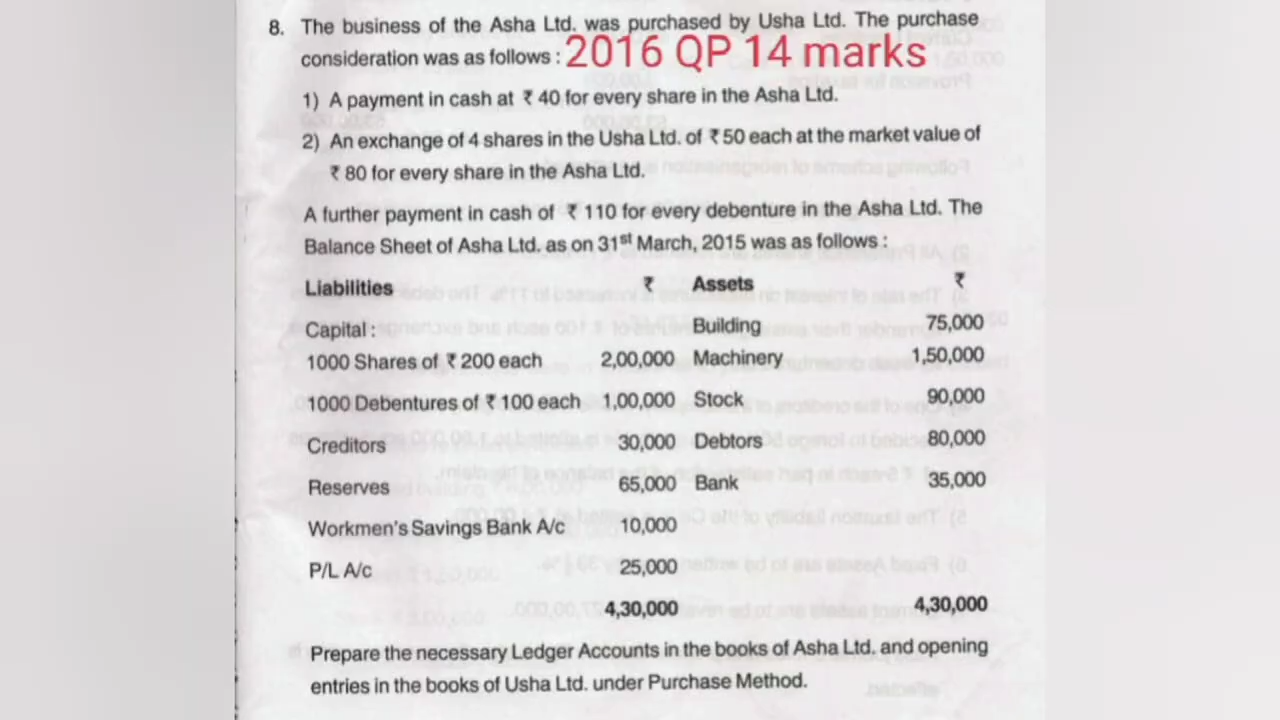 8. The business of the Asha Ltd. was purchased by Usha Ltd. The purchase
consideration was as follows : 2016 QP 14 marks
1) A payment in cash at ₹ 40 for every share in the Asha Ltd.
2) An exchange of 4 shares in the Usha Ltd. of ₹ 50 each at the market value of
₹ 80 for every share in the Asha Ltd.
A further payment in cash of ₹ 110 for every debenture in the Asha Ltd. The
Balance Sheet of Asha Ltd. as on 31st March, 2015 was as follows :
Liabilities ₹ Assets ₹
Capital : Building 75,000
1000 Shares of ₹ 200 each 2,00,000 Machinery 1,50,000
1000 Debentures of ₹ 100 each 1,00,000 Stock 90,000
Creditors 30,000 Debtors 80,000
Reserves 65,000 Bank 35,000
Workmen's Savings Bank A/c 10,000
P/L A/c 25,000
4,30,000 4,30,000
Prepare the necessary Ledger Accounts in the books of Asha Ltd. and opening
entries in the books of Usha Ltd. under Purchase Method.